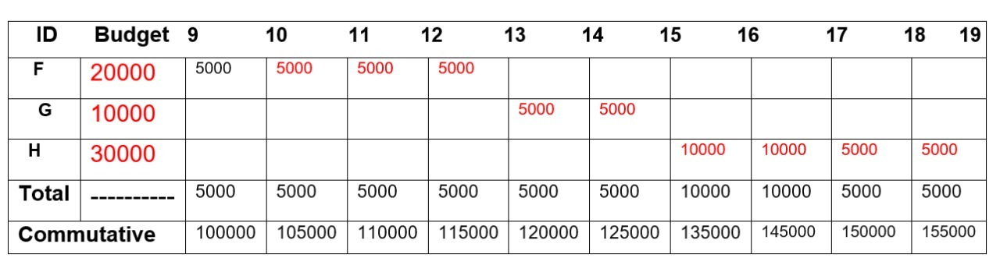 ID Budget 9 10 11 12 13 14 15 16 17 18 19
F 20000 5000 5000 5000 5000
G 10000 5000 5000
H 30000 10000 10000 5000 5000
Total ---------- 5000 5000 5000 5000 5000 5000 10000 10000 5000 5000
Commutative 100000 105000 110000 115000 120000 125000 135000 145000 150000 155000